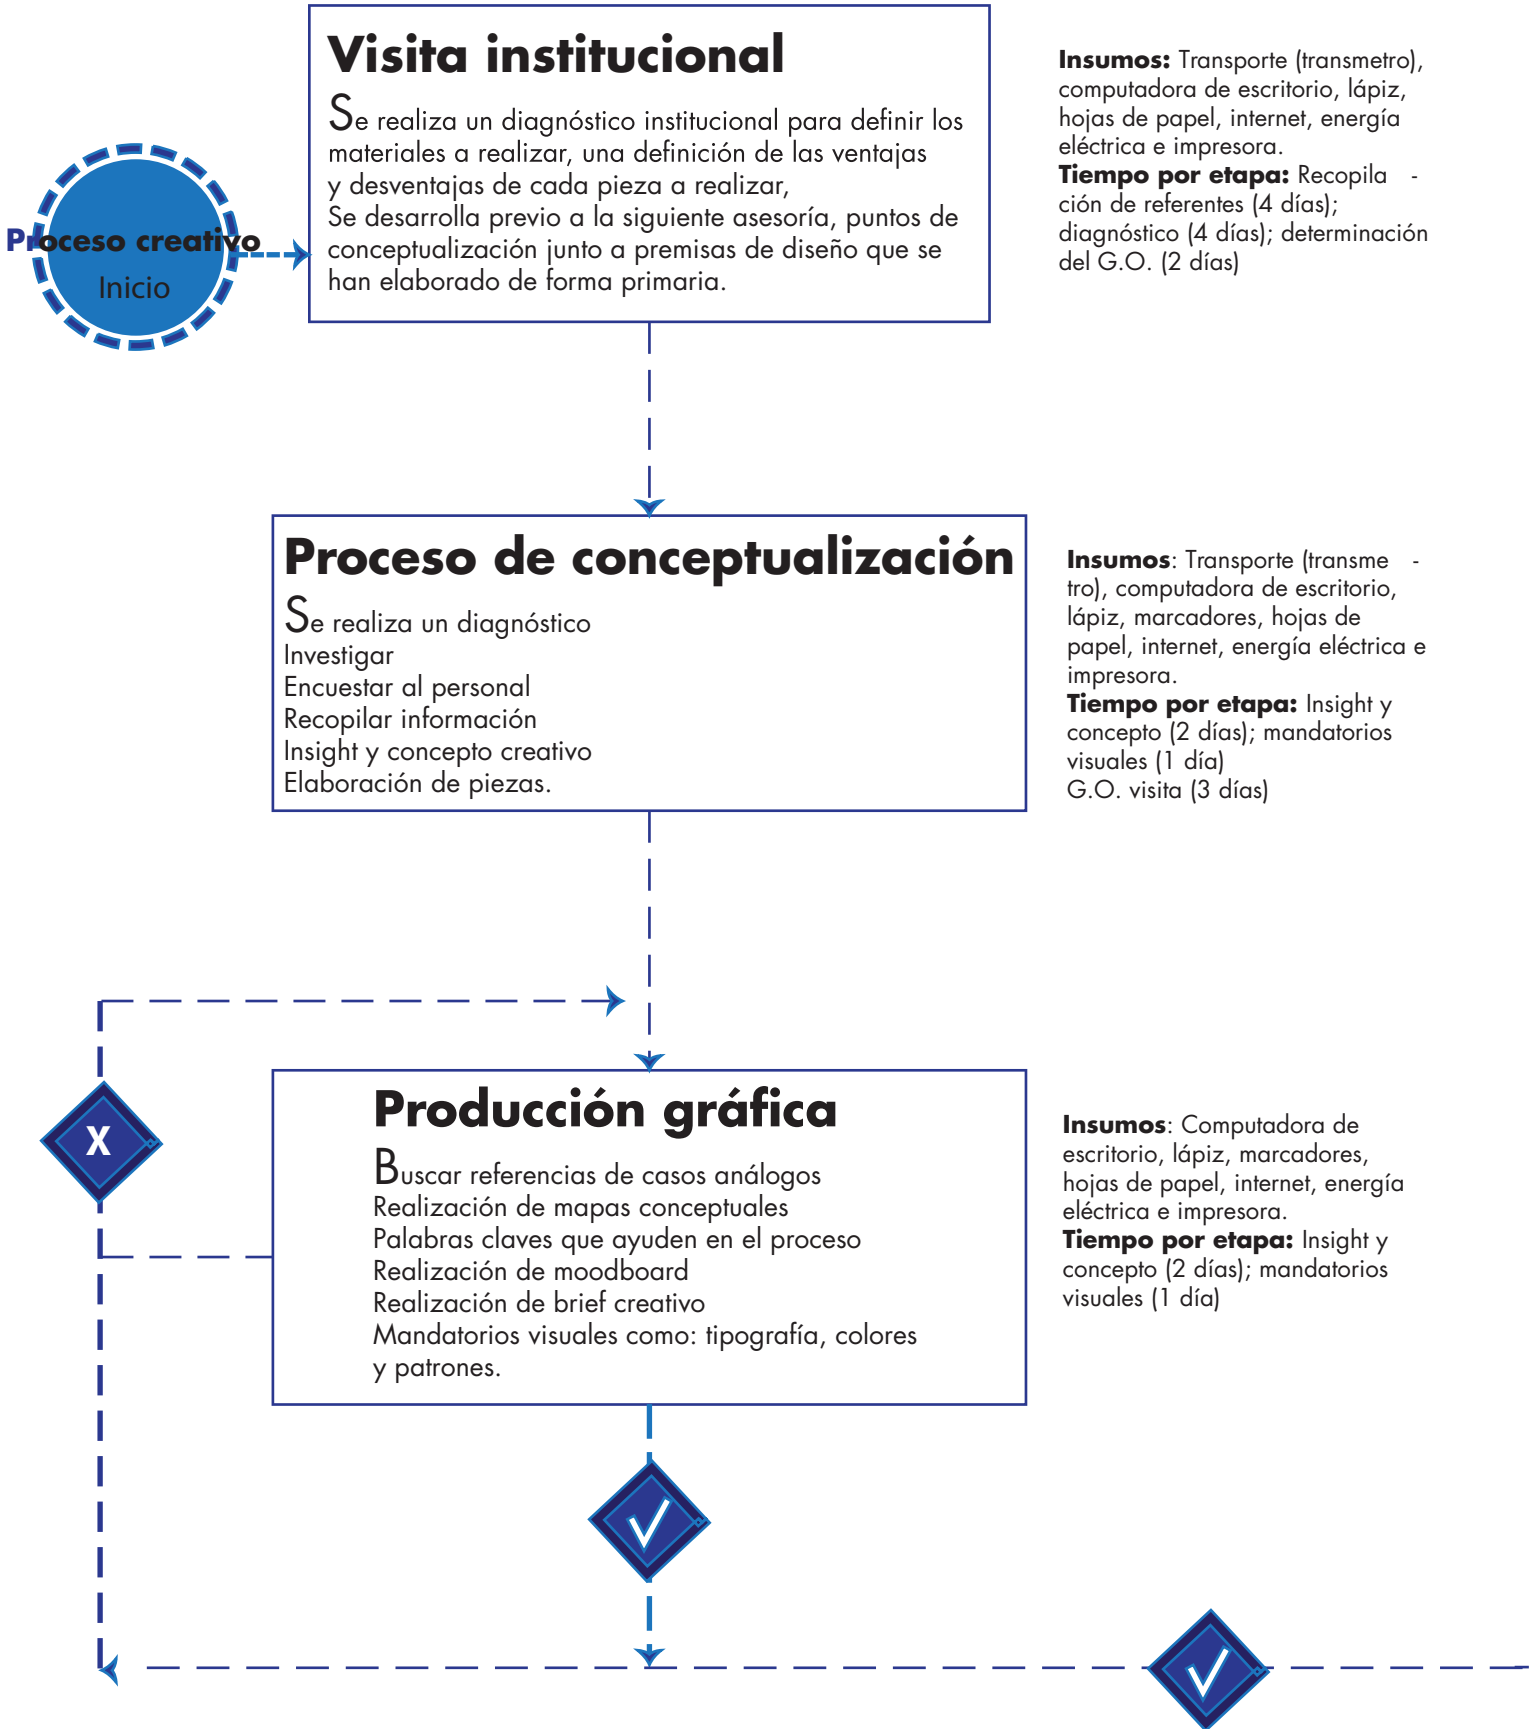 Proceso creativo
Inicio
Visita institucional
Se realiza un diagnóstico institucional para definir los
materiales a realizar, una definición de las ventajas
y desventajas de cada pieza a realizar,
Se desarrolla previo a la siguiente asesoría, puntos de
conceptualización junto a premisas de diseño que se
han elaborado de forma primaria.
Insumos: Transporte (transmetro),
computadora de escritorio, lápiz,
hojas de papel, internet, energía
eléctrica e impresora.
Tiempo por etapa: Recopila -
ción de referentes (4 días);
diagnóstico (4 días); determinación
del G.O. (2 días)
Proceso de conceptualización
Se realiza un diagnóstico
Investigar
Encuestar al personal
Recopilar información
Insight y concepto creativo
Elaboración de piezas.
Insumos: Transporte (transme -
tro), computadora de escritorio,
lápiz, marcadores, hojas de
papel, internet, energía eléctrica e
impresora.
Tiempo por etapa: Insight y
concepto (2 días); mandatorios
visuales (1 día)
G.O. visita (3 días)
X
Producción gráfica
Buscar referencias de casos análogos
Realización de mapas conceptuales
Palabras claves que ayuden en el proceso
Realización de moodboard
Realización de brief creativo
Mandatorios visuales como: tipografía, colores
y patrones.
Insumos: Computadora de
escritorio, lápiz, marcadores,
hojas de papel, internet, energía
eléctrica e impresora.
Tiempo por etapa: Insight y
concepto (2 días); mandatorios
visuales (1 día)